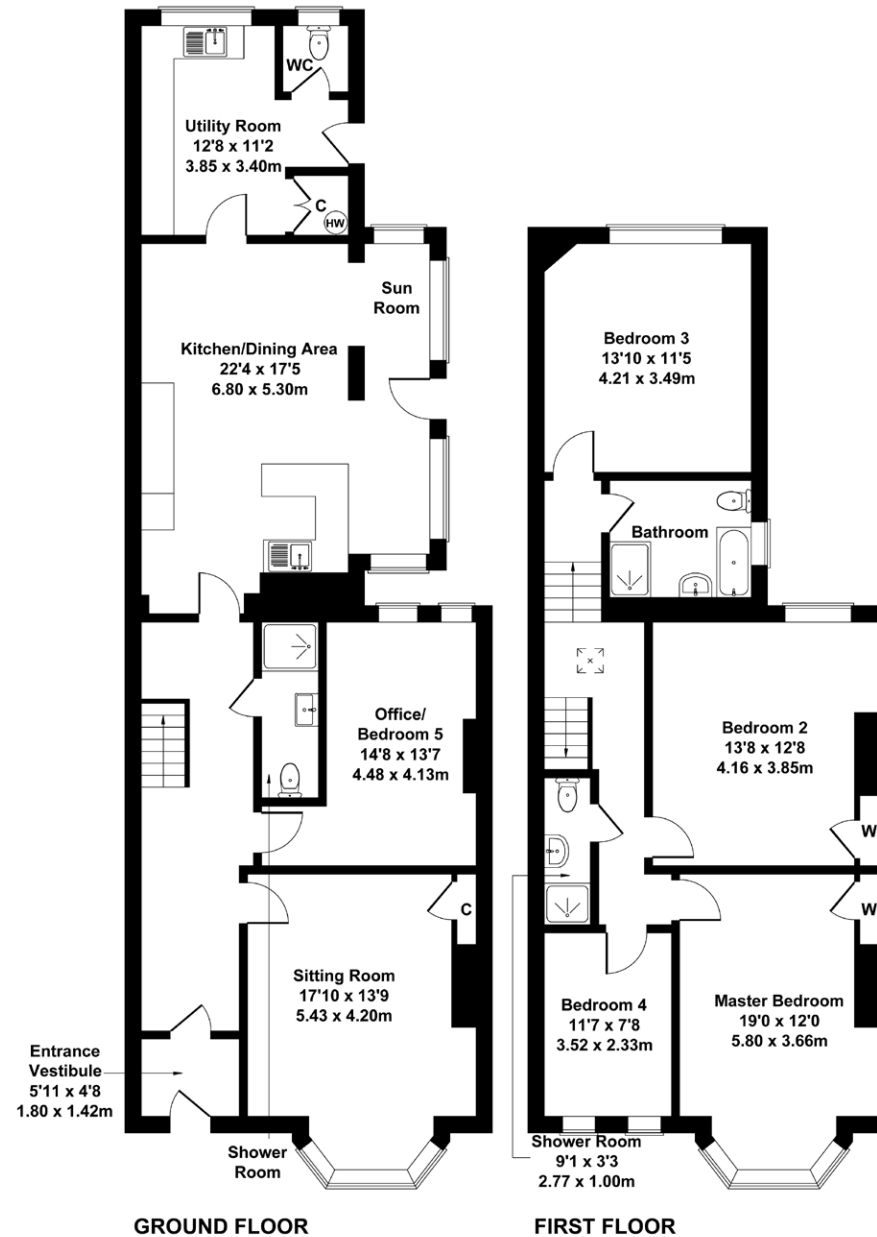 WC
Utility Room
12'8 x 11'2
3.85 x 3.40m
C
HW
Sun
Room
Kitchen/Dining Area
22'4 x 17'5
6.80 x 5.30m
Office/
Bedroom 5
14'8 x 13'7
4.48 x 4.13m
C
Sitting Room
17'10 x 13'9
5.43 x 4.20m
Entrance
Vestibule
5'11 x 4'8
1.80 x 1.42m
Shower
Room
GROUND FLOOR
Bedroom 3
13'10 x 11'5
4.21 x 3.49m
Bathroom
Bedroom 2
13'8 x 12'8
4.16 x 3.85m
W
W
Bedroom 4
11'7 x 7'8
3.52 x 2.33m
Master Bedroom
19'0 x 12'0
5.80 x 3.66m
Shower Room
9'1 x 3'3
2.77 x 1.00m
FIRST FLOOR